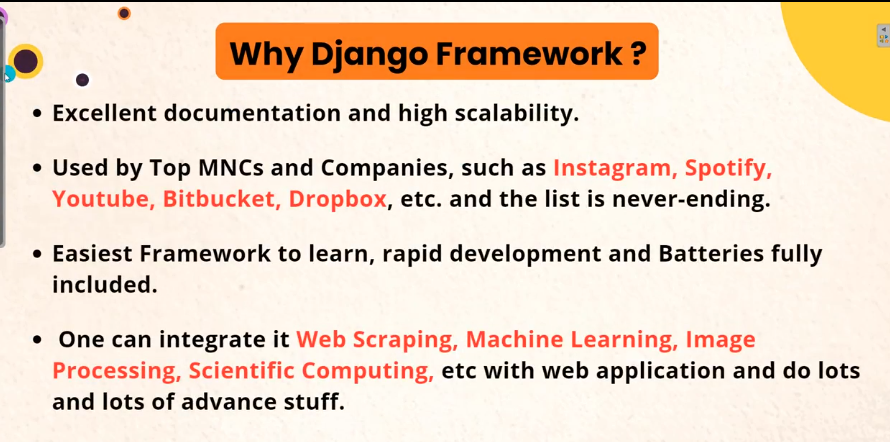 Why Django Framework ?
• Excellent documentation and high scalability.
• Used by Top MNCs and Companies, such as Instagram, Spotify,
Youtube, Bitbucket, Dropbox, etc. and the list is never-ending.
• Easiest Framework to learn, rapid development and Batteries fully
included.
• One can integrate it Web Scraping, Machine Learning, Image
Processing, Scientific Computing, etc with web application and do lots
and lots of advance stuff.